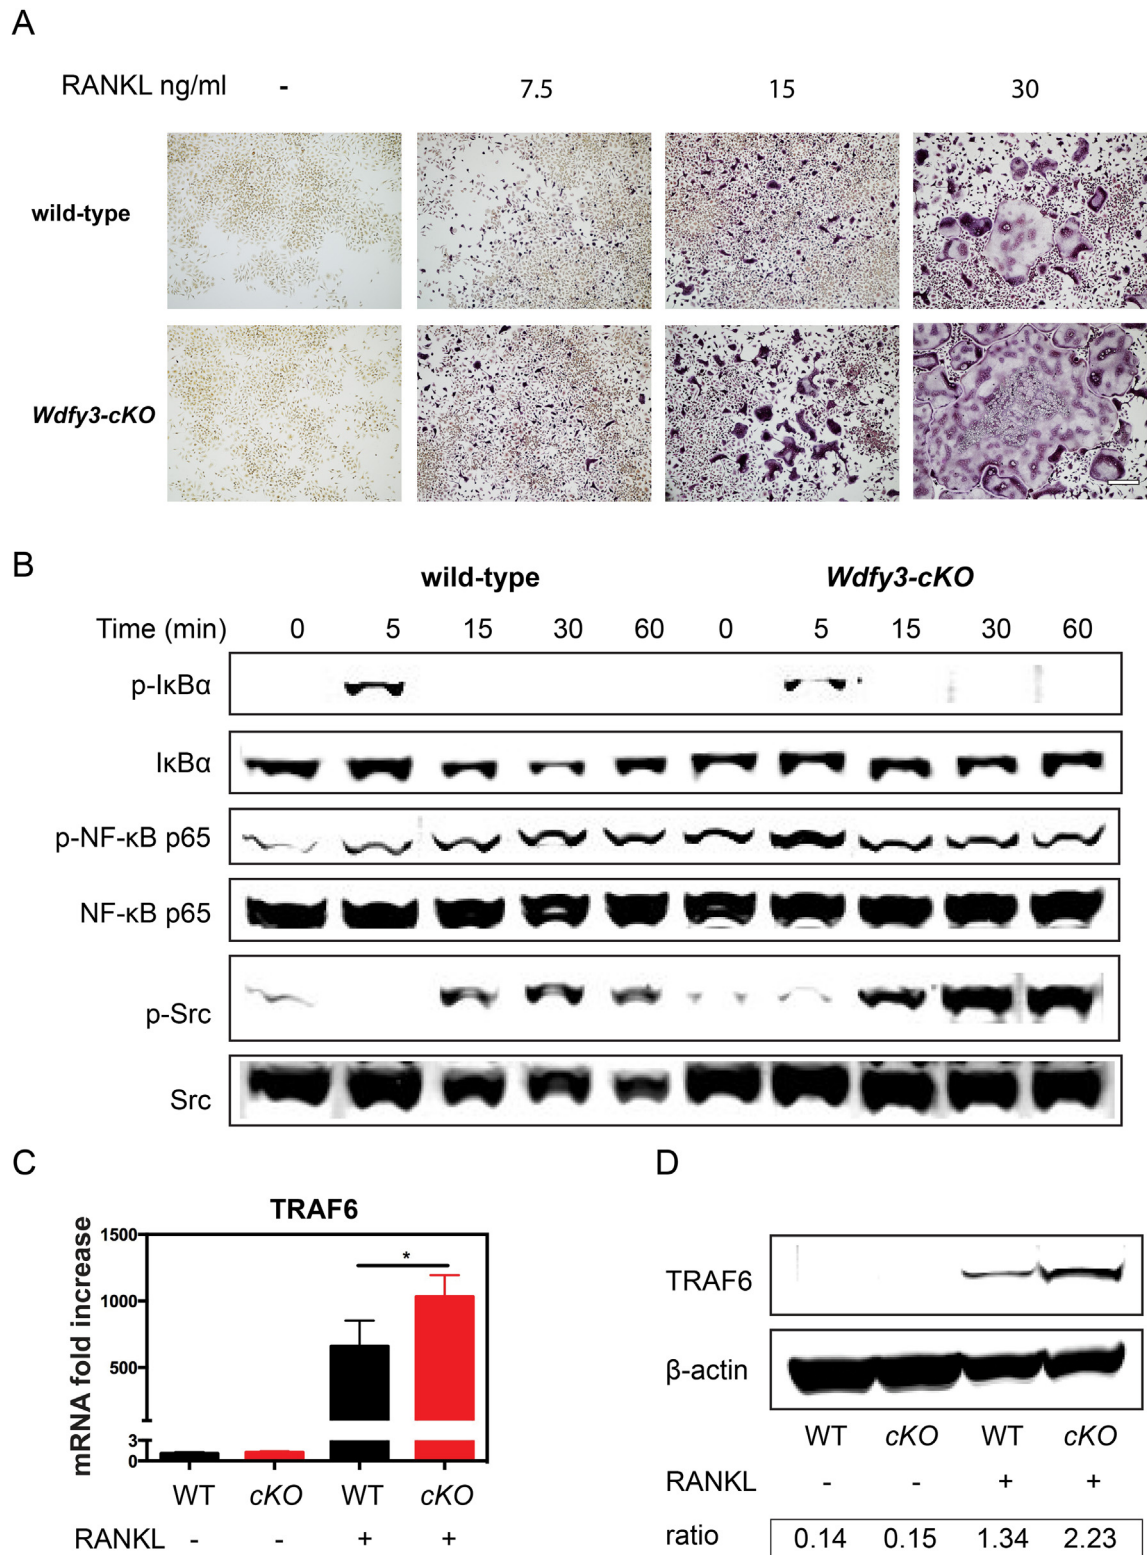 A
RANKL ng/ml - 7.5 15 30
wild-type
Wdfy3-cKO
B
wild-type Wdfy3-cKO
Time (min) 0 5 15 30 60 0 5 15 30 60
p-IκBα
IκBα
p-NF-κB p65
NF-κB p65
p-Src
Src
C
TRAF6
mRNA fold increase
1500
1000
500
3
0
*
WT cKO WT cKO
RANKL - - + +
D
TRAF6
β-actin
WT cKO WT cKO
RANKL - - + +
ratio 0.14 0.15 1.34 2.23